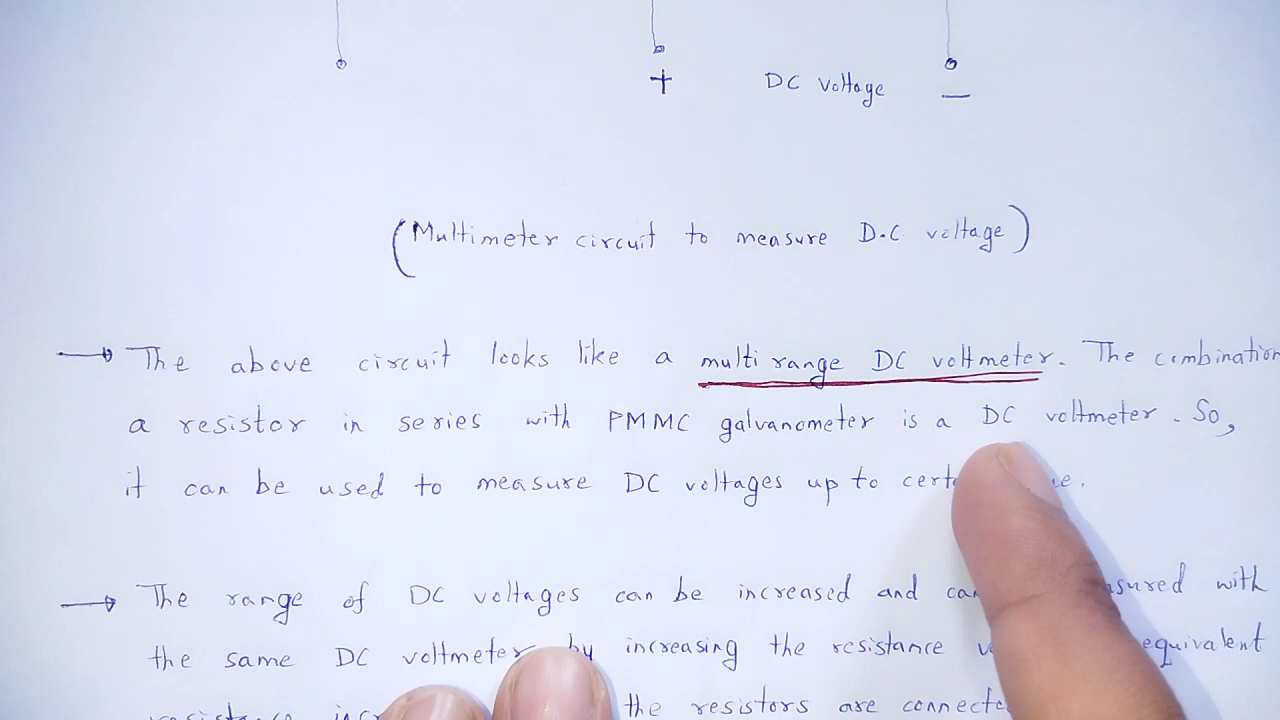 + DC Voltage —
(Multimeter circuit to measure D.C. voltage)
→ The above circuit looks like a multi range DC voltmeter. The combination
a resistor in series with PMMC galvanometer is a DC voltmeter. So,
it can be used to measure DC voltages up to
→ The range of DC voltages can be increased and with
the same DC voltmeter by increasing the resistance equivalent
the resistors are